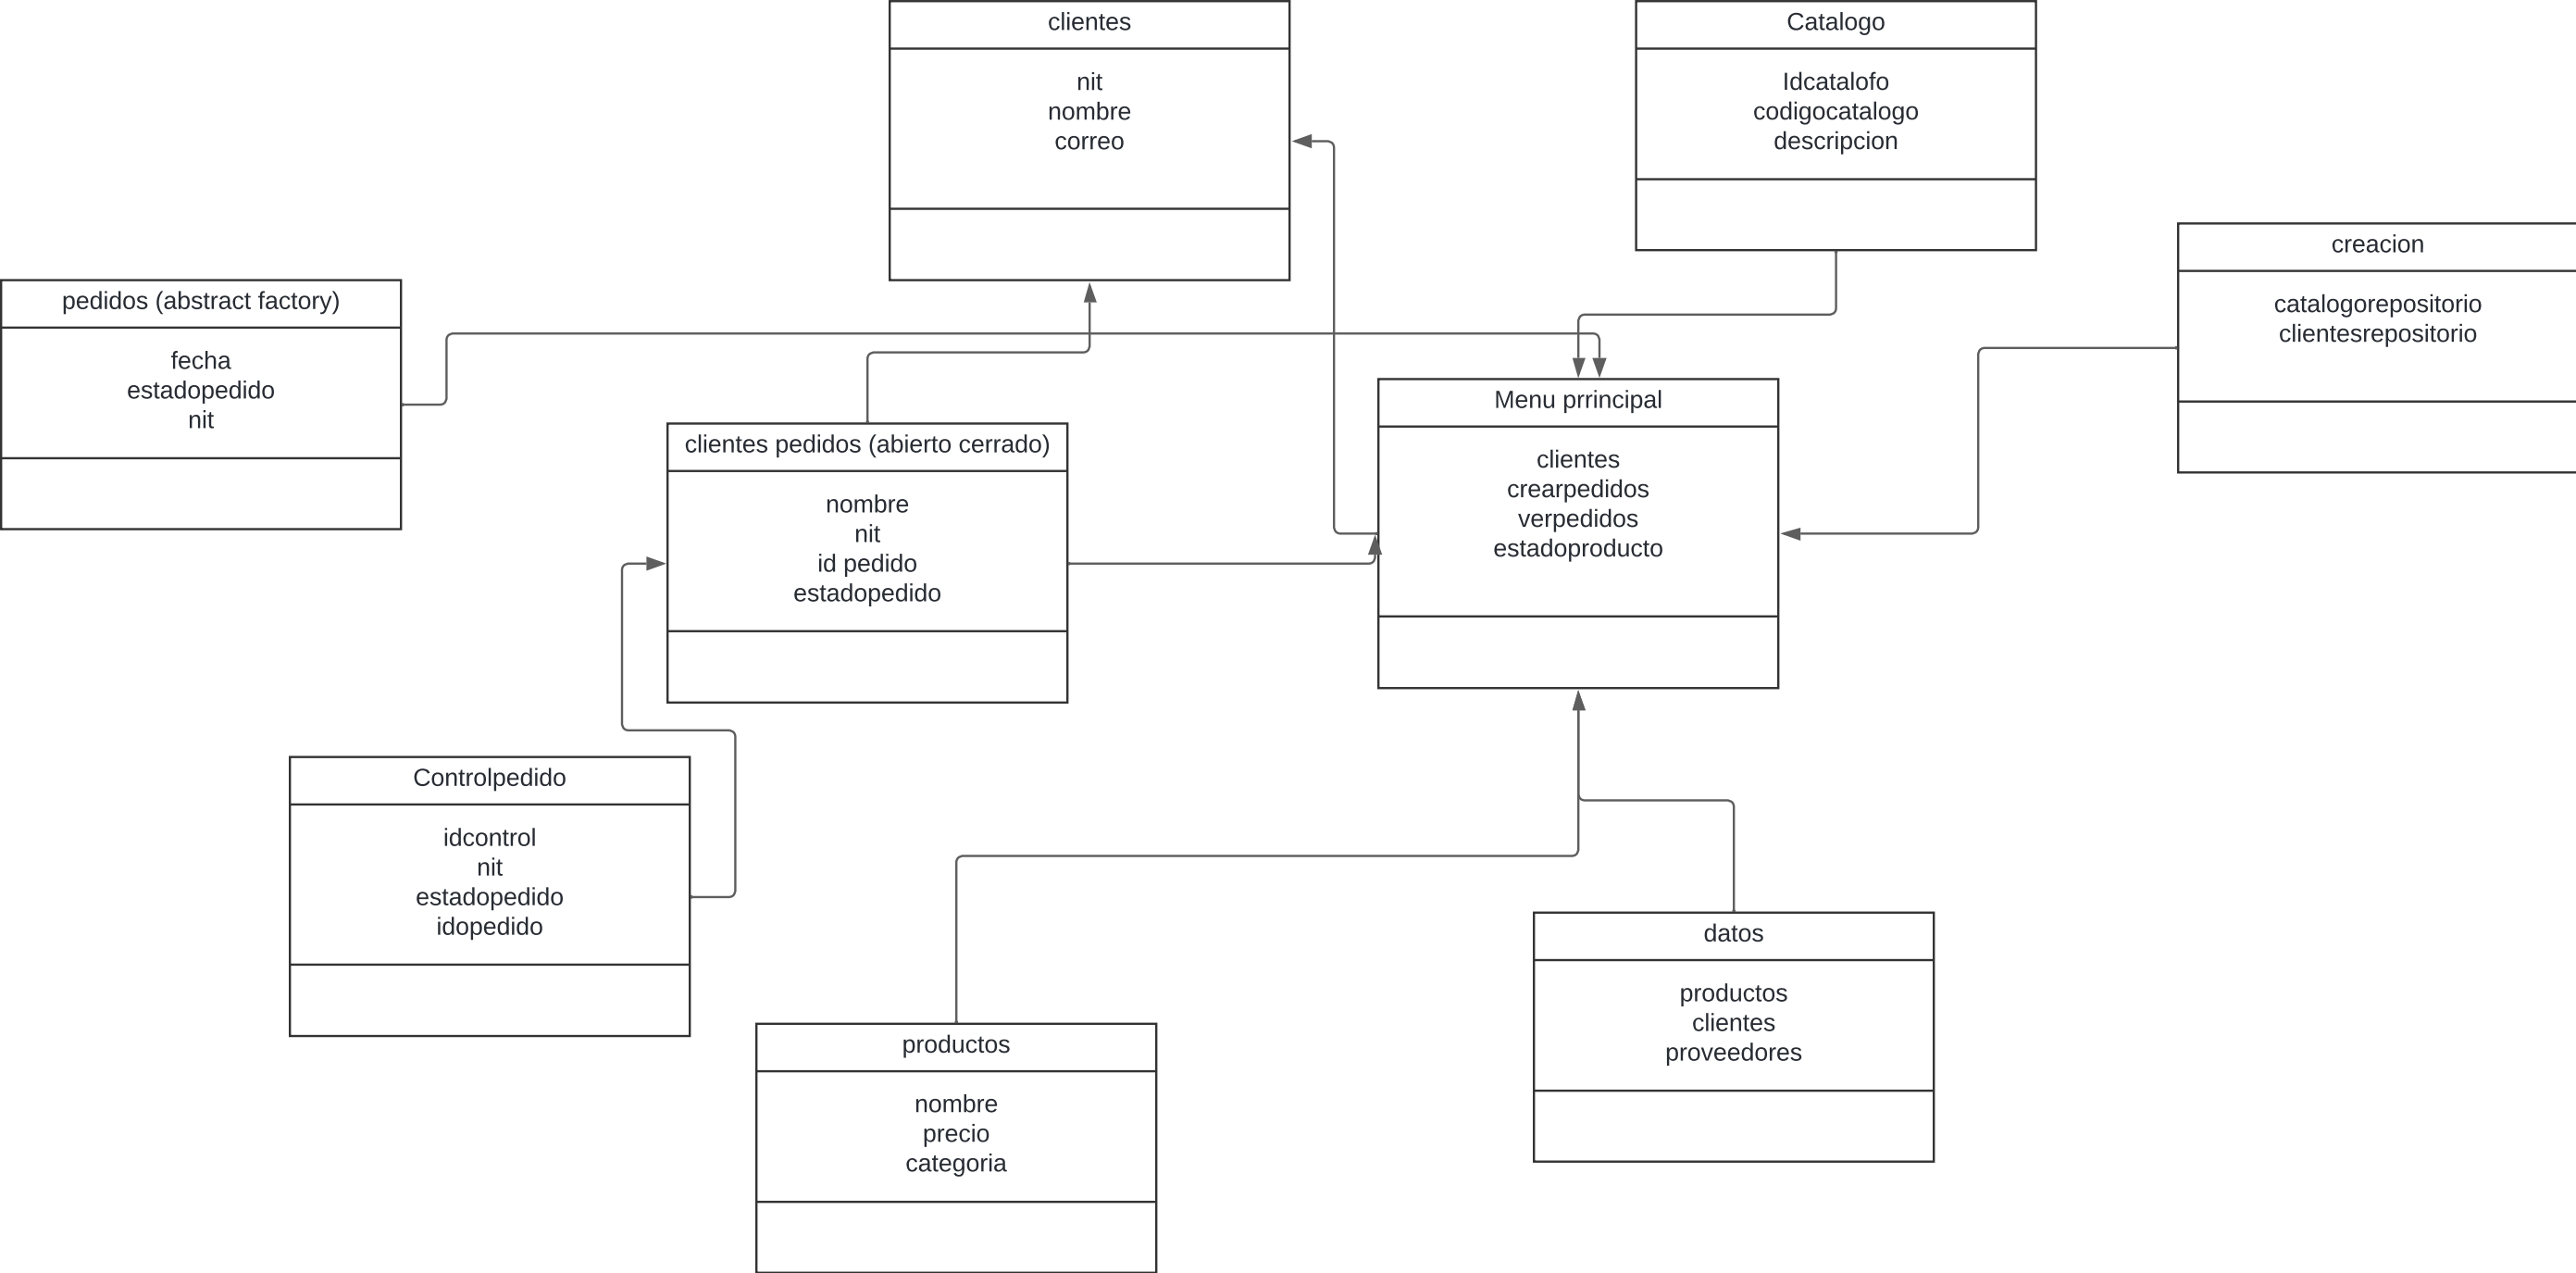 clientes
nit
nombre
correo
Catalogo
Idcatalofo
codigocatalogo
descripcion
creacion
catalogorepositorio
clientesrepositorio
pedidos (abstract factory)
fecha
estadopedido
nit
Menu prrincipal
clientes
crearpedidos
verpedidos
estadoproducto
clientes pedidos (abierto cerrado)
nombre
nit
id pedido
estadopedido
Controlpedido
idcontrol
nit
estadopedido
idopedido
datos
productos
clientes
proveedores
productos
nombre
precio
categoria